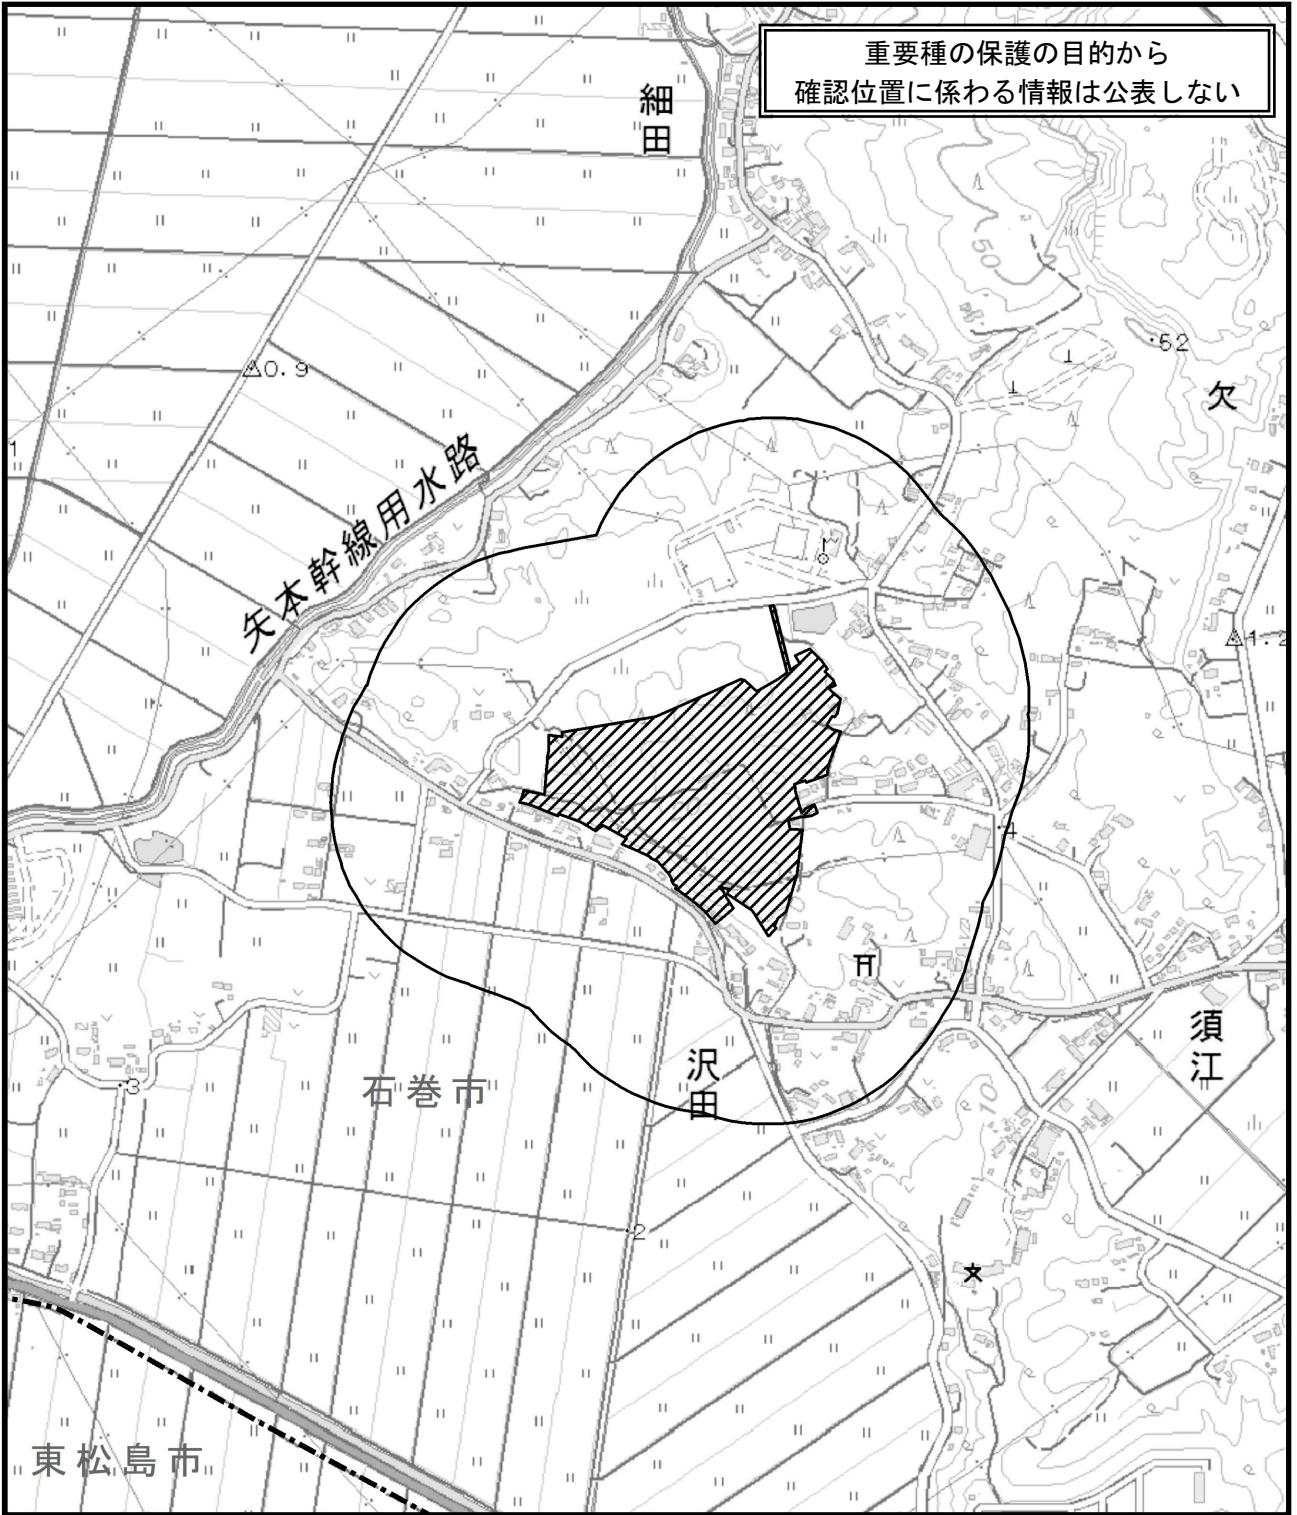 重要種の保護の目的から
確認位置に係わる情報は公表しない
細田
50
52
0.9
欠
1
矢本幹線用水路
1.2
4
須江
沢田
石巻市
3
10
2
東松島市